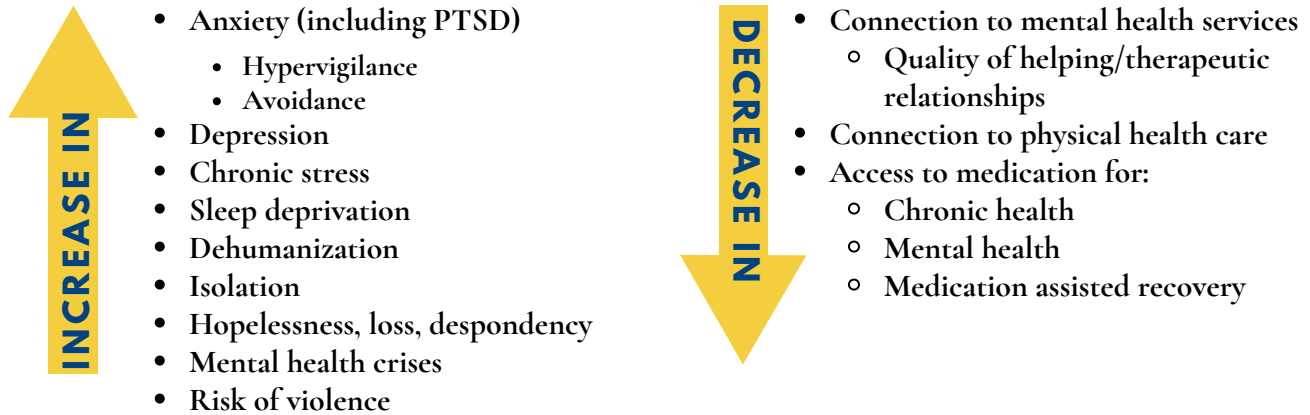 INCREASE IN
• Anxiety (including PTSD)
• Hypervigilance
• Avoidance
• Depression
• Chronic stress
• Sleep deprivation
• Dehumanization
• Isolation
• Hopelessness, loss, despondency
• Mental health crises
• Risk of violence
DECREASE IN
• Connection to mental health services
○ Quality of helping/therapeutic
relationships
• Connection to physical health care
• Access to medication for:
○ Chronic health
○ Mental health
○ Medication assisted recovery